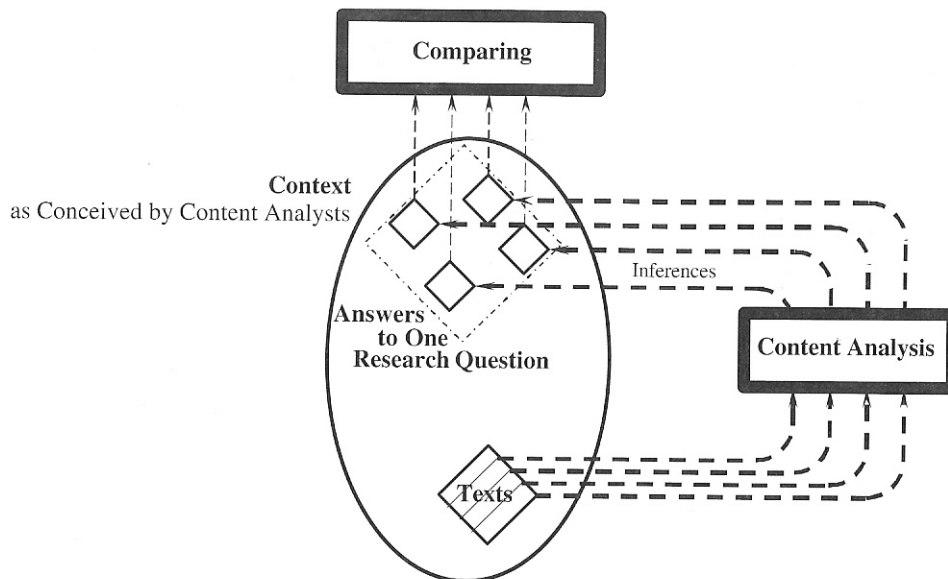 Comparing
Context
as Conceived by Content Analysts
Inferences
Answers
to One
Research Question
Content Analysis
Texts